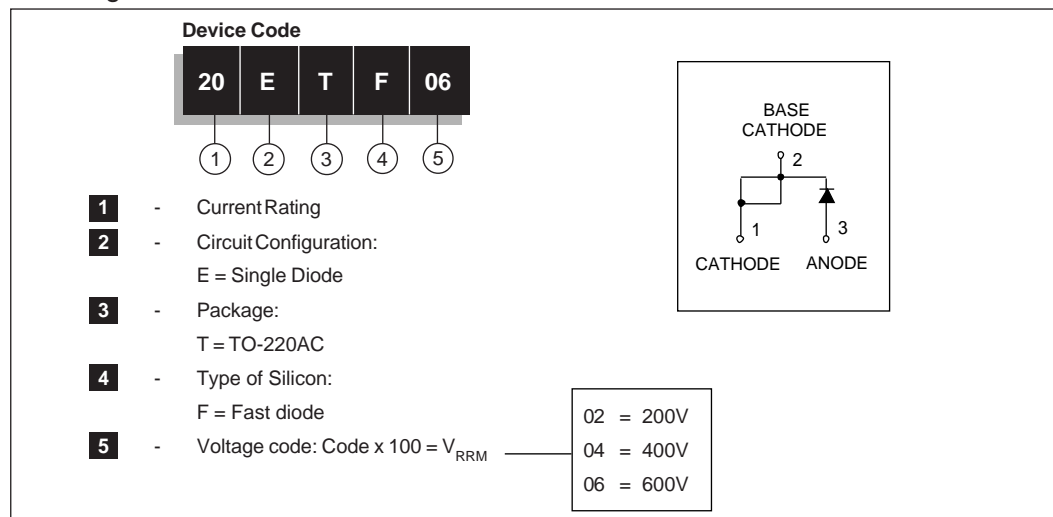 Device Code
20 E T F 06
1 2 3 4 5
1 - Current Rating
2 - Circuit Configuration:
E = Single Diode
3 - Package:
T = TO-220AC
4 - Type of Silicon:
F = Fast diode
5 - Voltage code: Code x 100 = VRRM
02 = 200V
04 = 400V
06 = 600V
BASE
CATHODE
2
1 3
CATHODE ANODE